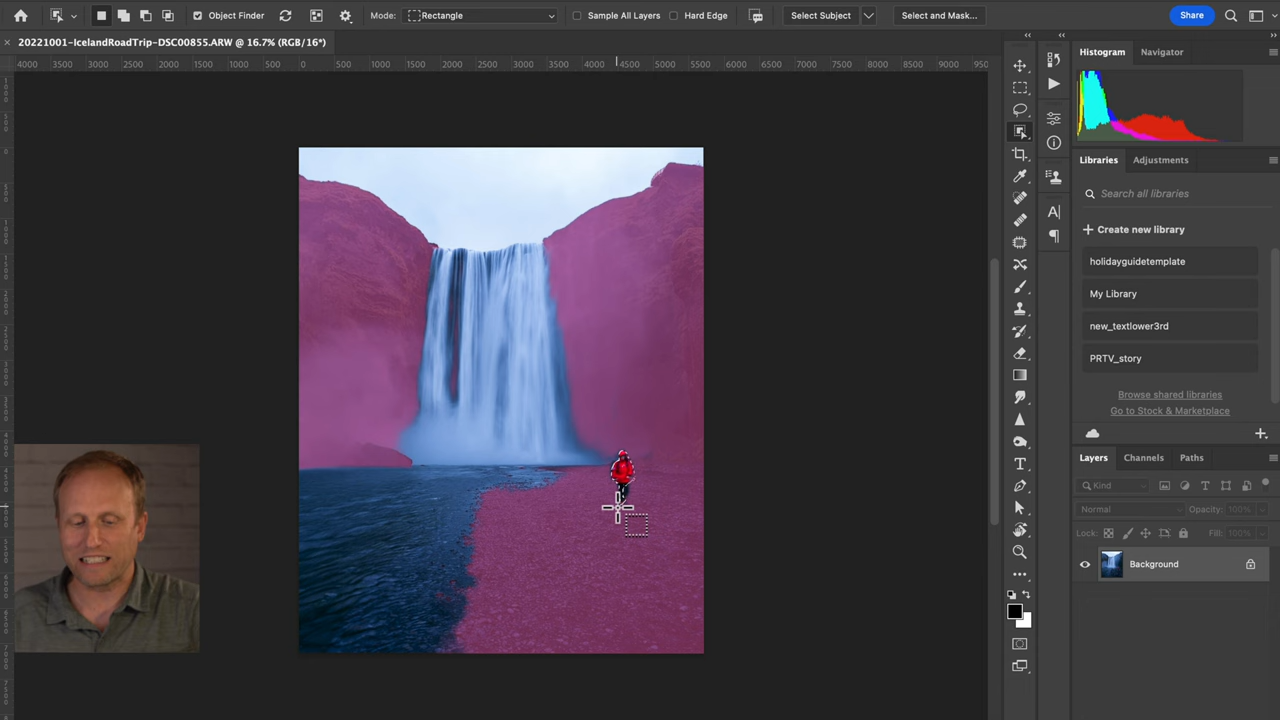 Object Finder Mode: Rectangle Sample All Layers Hard Edge Select Subject Select and Mask... Share
20221001-IcelandRoadTrip-DSC00855.ARW @ 16.7% (RGB/16*)
4000 3500 3000 2500 2000 1500 1000 500 0 500 1000 1500 2000 2500 3000 3500 4000 4500 5000 5500 6000 6500 7000 7500 8000 8500 9000
Histogram Navigator
Libraries Adjustments
Search all libraries
Create new library
holidayguidetemplate
My Library
new_textlower3rd
PRTV_story
Browse shared libraries
Go to Stock & Marketplace
Layers Channels Paths
Kind
Normal Opacity: 100%
Lock: Fill: 100%
Background